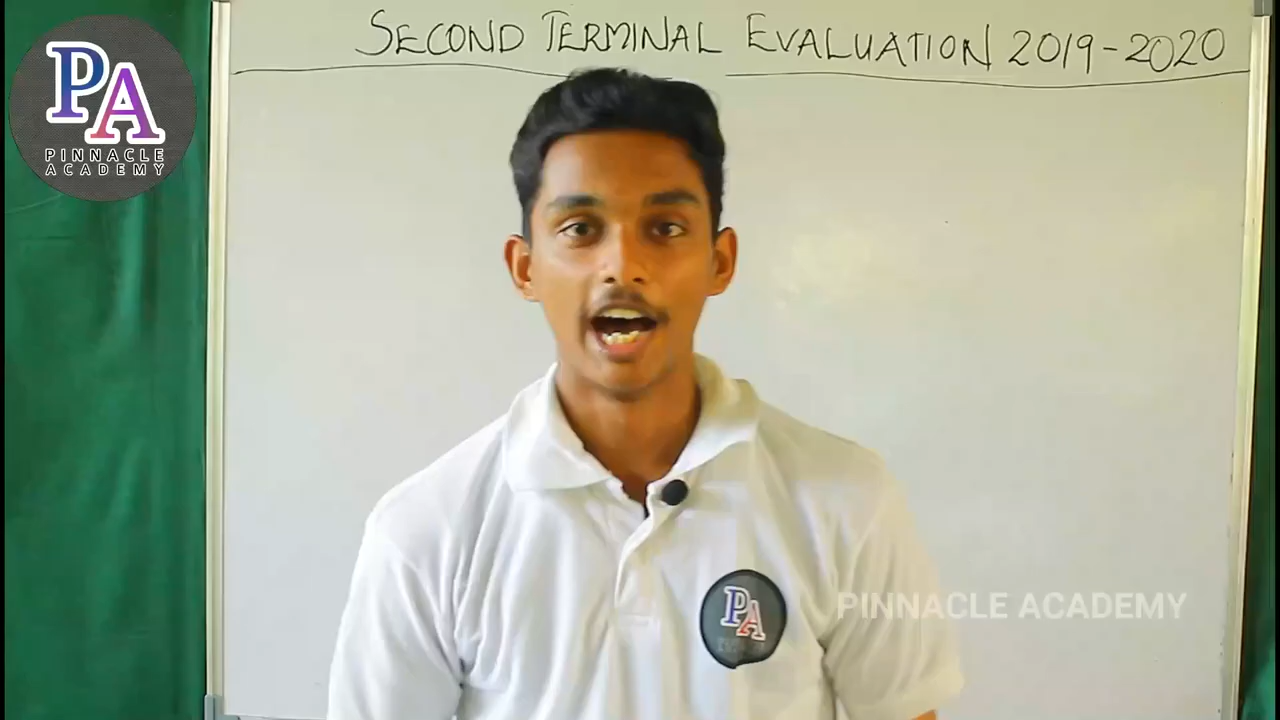 SECOND TERMINAL EVALUATION 2019-2020
PA
PINNACLE
ACADEMY
PA
PINNACLE ACADEMY